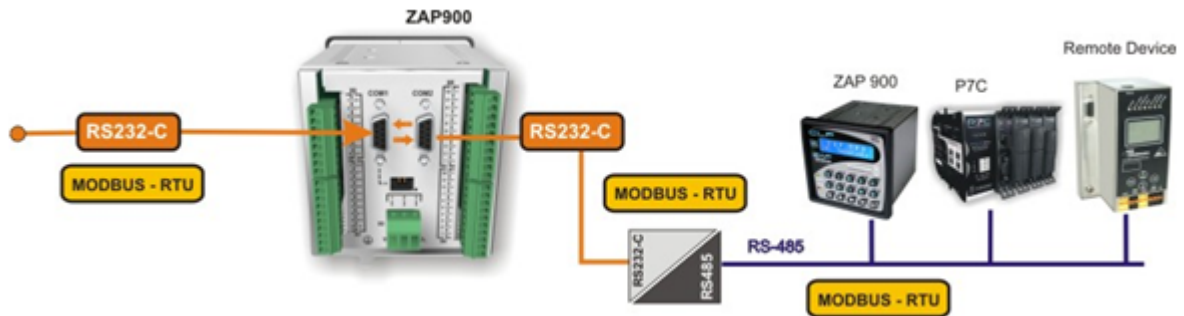 ZAP900
Remote Device
ZAP 900
P7C
COM1
COM2
RS232-C
RS232-C
MODBUS - RTU
MODBUS - RTU
RS232-C
RS485
RS-485
MODBUS - RTU